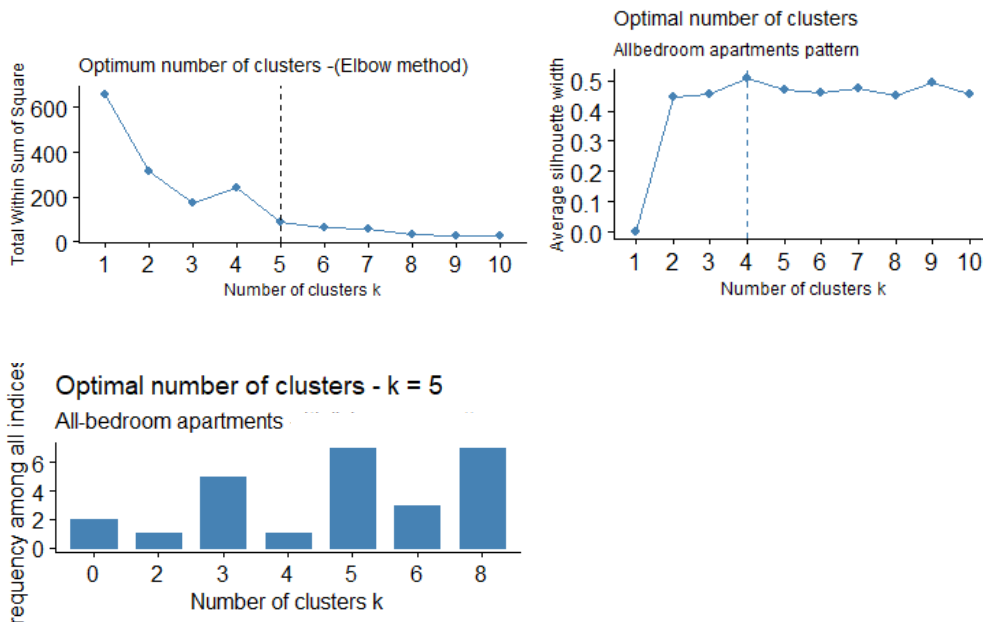 Optimum number of clusters -(Elbow method)
Total Within Sum of Square
600
400
200
0
1 2 3 4 5 6 7 8 9 10
Number of clusters k
Optimal number of clusters
Allbedroom apartments pattern
Average silhouette width
0.5
0.4
0.3
0.2
0.1
0.0
1 2 3 4 5 6 7 8 9 10
Number of clusters k
Optimal number of clusters - k = 5
All-bedroom apartments
requency among all indices
6
4
2
0
0 2 3 4 5 6 8
Number of clusters k